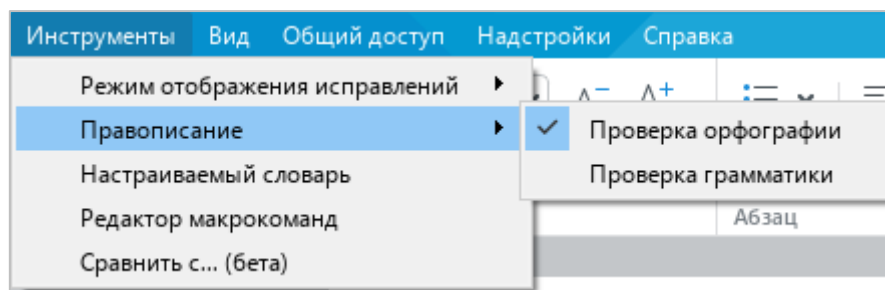 Инструменты Вид Общий доступ Надстройки Справка
Режим отображения исправлений
Правописание
Проверка орфографии
Настраиваемый словарь
Проверка грамматики
Редактор макрокоманд
Абзац
Сравнить с... (бета)